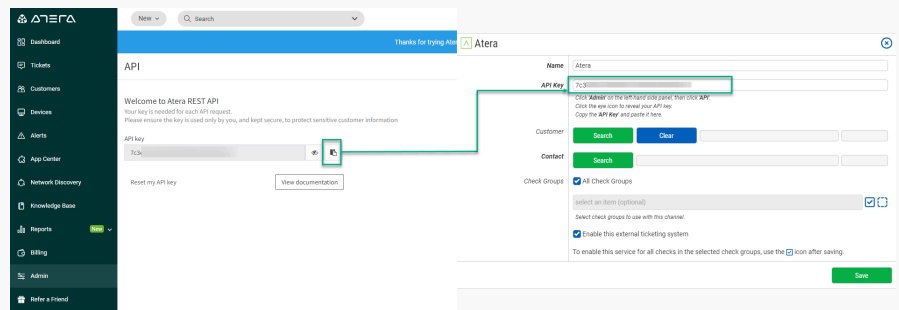 ATERA
Dashboard
Tickets
Customers
Devices
Alerts
App Center
Network Discovery
Knowledge Base
Reports New
Billing
Admin
Refer a Friend
New
Search
Thanks for trying Ater
API
Welcome to Atera REST API
Your key is needed for each API request.
Please ensure the key is used only by you, and kept secure, to protect sensitive customer information
API key
7c3
Reset my API key
View documentation
Atera
Name
Atera
API Key
7c3
Click 'Admin' on the left-hand side panel, then click 'API'.
Click the eye icon to reveal your API key.
Copy the 'API Key' and paste it here.
Customer
Search
Clear
Contact
Search
Check Groups
All Check Groups
select an item (optional)
Select check groups to use with this channel.
Enable this external ticketing system
To enable this service for all checks in the selected check groups, use the icon after saving.
Save